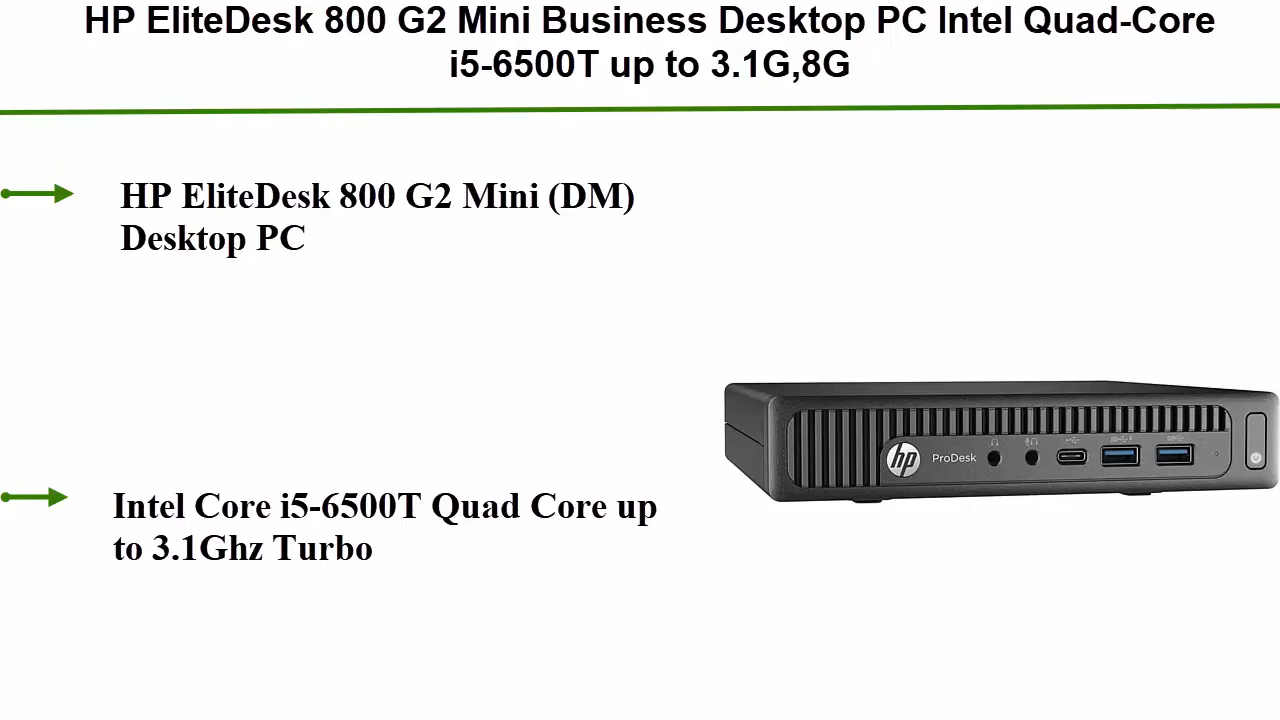 HP EliteDesk 800 G2 Mini Business Desktop PC Intel Quad-Core
i5-6500T up to 3.1G,8G
HP EliteDesk 800 G2 Mini (DM)
Desktop PC
hp ProDesk
Intel Core i5-6500T Quad Core up
to 3.1Ghz Turbo